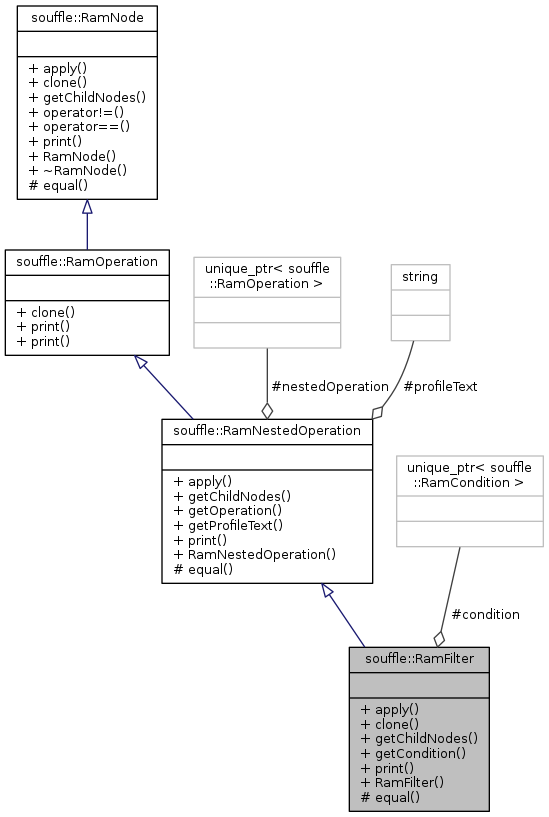 souffle::RamNode
+ apply()
+ clone()
+ getChildNodes()
+ operator!=()
+ operator==()
+ print()
+ RamNode()
+ ~RamNode()
# equal()
souffle::RamOperation
+ clone()
+ print()
+ print()
unique_ptr< souffle
::RamOperation >
string
#nestedOperation
#profileText
souffle::RamNestedOperation
+ apply()
+ getChildNodes()
+ getOperation()
+ getProfileText()
+ print()
+ RamNestedOperation()
# equal()
unique_ptr< souffle
::RamCondition >
#condition
souffle::RamFilter
+ apply()
+ clone()
+ getChildNodes()
+ getCondition()
+ print()
+ RamFilter()
# equal()